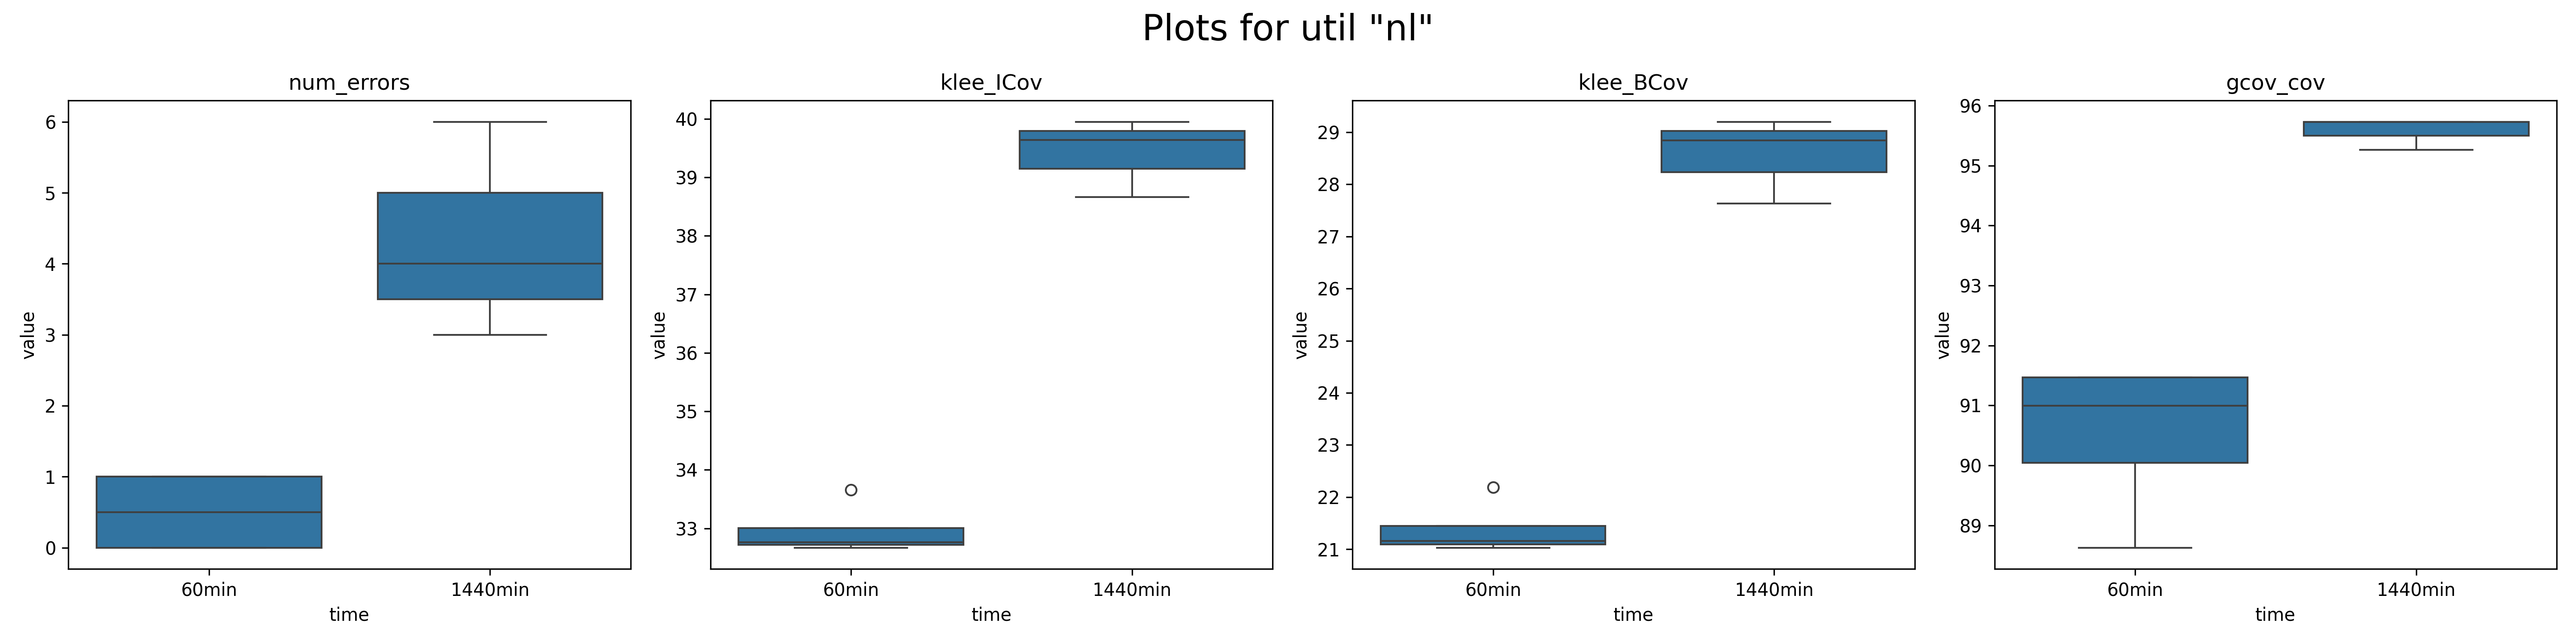 Plots for util "nl"
num_errors
value
6
5
4
3
2
1
0
60min
1440min
time
klee_ICov
value
40
39
38
37
36
35
34
33
60min
1440min
time
klee_BCov
value
29
28
27
26
25
24
23
22
21
60min
1440min
time
gcov_cov
value
96
95
94
93
92
91
90
89
60min
1440min
time